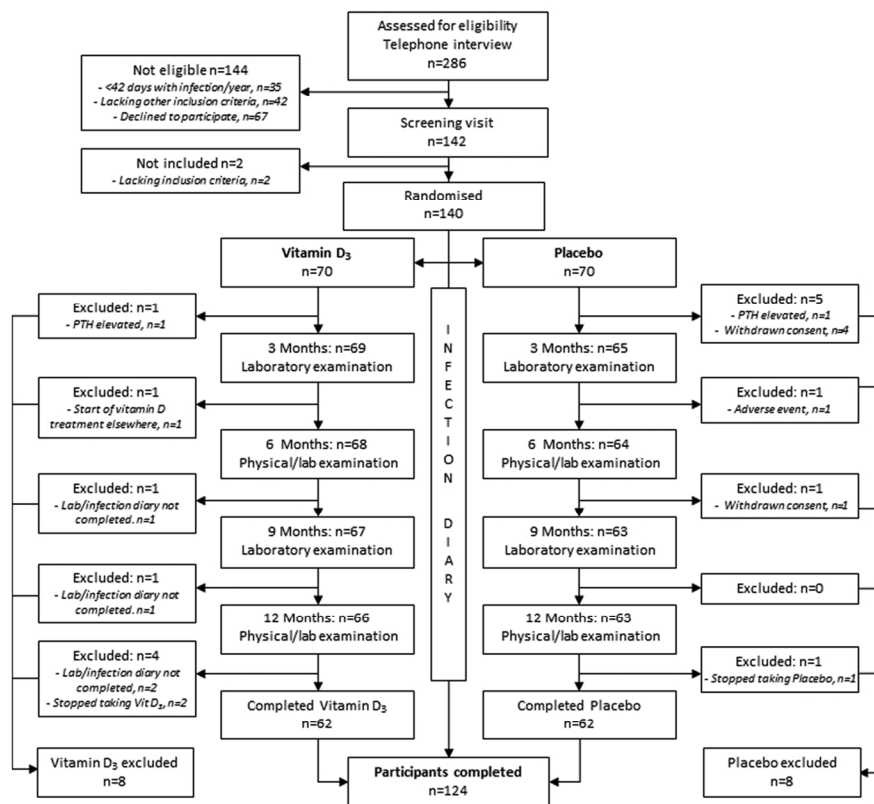 Assessed for eligibility
Telephone interview
n=286
Not eligible n=144
- <42 days with infection/year, n=35
- Lacking other inclusion criteria, n=42
- Declined to participate, n=67
Screening visit
n=142
Not included n=2
- Lacking inclusion criteria, n=2
Randomised
n=140
Vitamin D₃
n=70
Placebo
n=70
INFECTION DIARY
Excluded: n=1
- PTH elevated, n=1
Excluded: n=5
- PTH elevated, n=1
- Withdrawn consent, n=4
3 Months: n=69
Laboratory examination
3 Months: n=65
Laboratory examination
Excluded: n=1
- Start of vitamin D
treatment elsewhere, n=1
Excluded: n=1
- Adverse event, n=1
6 Months: n=68
Physical/lab examination
6 Months: n=64
Physical/lab examination
Excluded: n=1
- Lab/infection diary not
completed. n=1
Excluded: n=1
- Withdrawn consent, n=1
9 Months: n=67
Laboratory examination
9 Months: n=63
Laboratory examination
Excluded: n=1
- Lab/infection diary not
completed. n=1
Excluded: n=0
12 Months: n=66
Physical/lab examination
12 Months: n=63
Physical/lab examination
Excluded: n=4
- Lab/infection diary not
completed, n=2
- Stopped taking Vit D₃, n=2
Excluded: n=1
- Stopped taking Placebo, n=1
Completed Vitamin D₃
n=62
Completed Placebo
n=62
Vitamin D₃ excluded
n=8
Participants completed
n=124
Placebo excluded
n=8